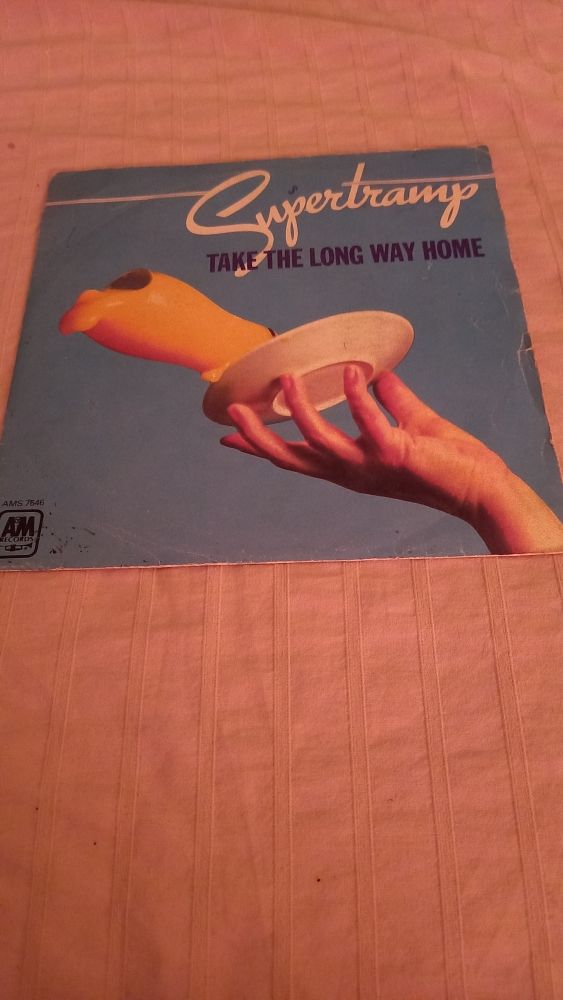 Supertramp
TAKE THE LONG WAY HOME
AMS 7646
A&M
RECORDS